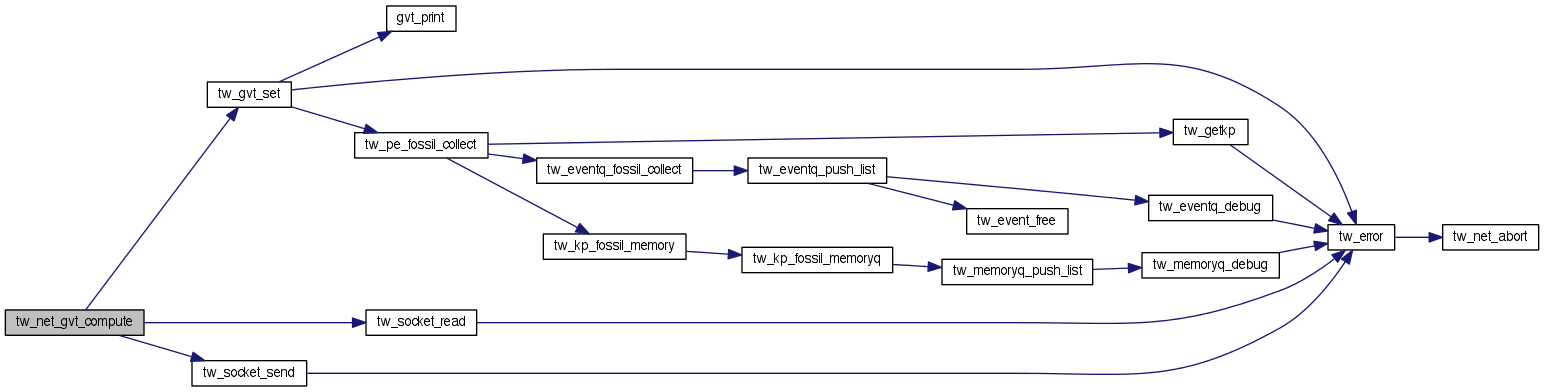 gvt_print
tw_gvt_set
tw_pe_fossil_collect
tw_getkp
tw_eventq_fossil_collect
tw_eventq_push_list
tw_eventq_debug
tw_event_free
tw_error
tw_net_abort
tw_kp_fossil_memory
tw_kp_fossil_memoryq
tw_memoryq_push_list
tw_memoryq_debug
tw_net_gvt_compute
tw_socket_read
tw_socket_send